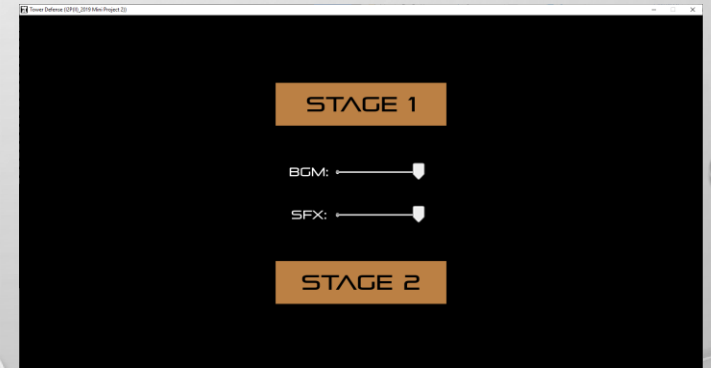 Tower Defense (I2P(II)_2019 Mini Project 2))
STAGE 1
BGM:
SFX:
STAGE 2